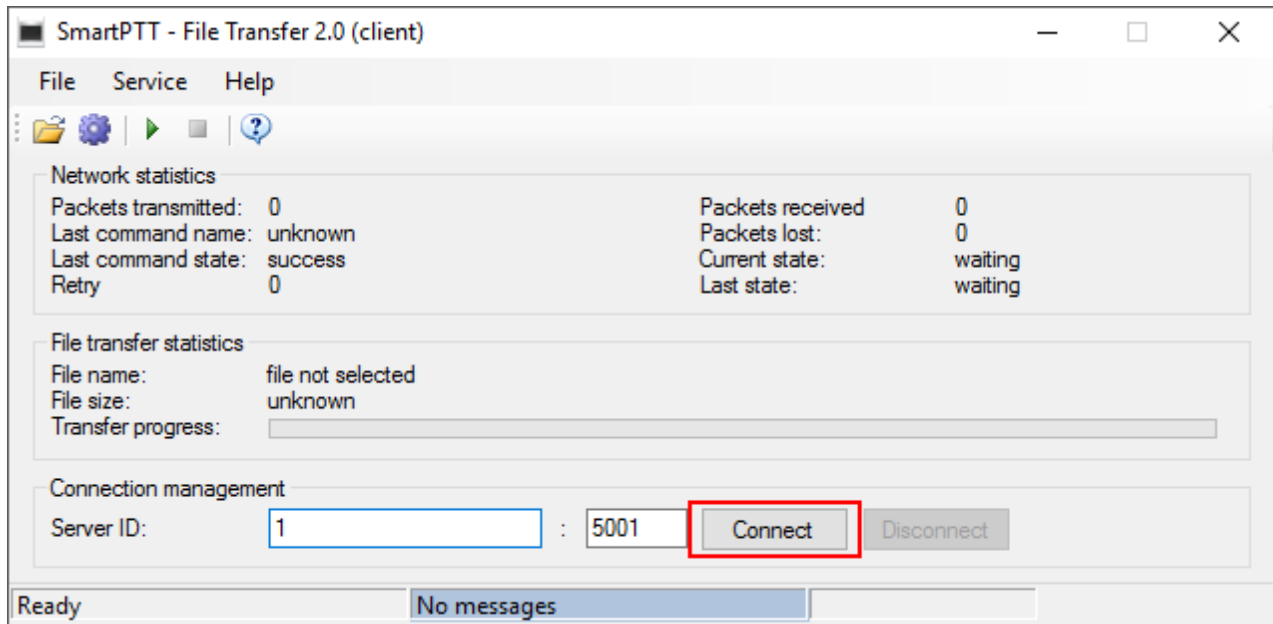 SmartPTT - File Transfer 2.0 (client)
File Service Help
Network statistics
Packets transmitted: 0 Packets received 0
Last command name: unknown Packets lost: 0
Last command state: success Current state: waiting
Retry 0 Last state: waiting
File transfer statistics
File name: file not selected
File size: unknown
Transfer progress:
Connection management
Server ID: 1 : 5001 Connect Disconnect
Ready No messages